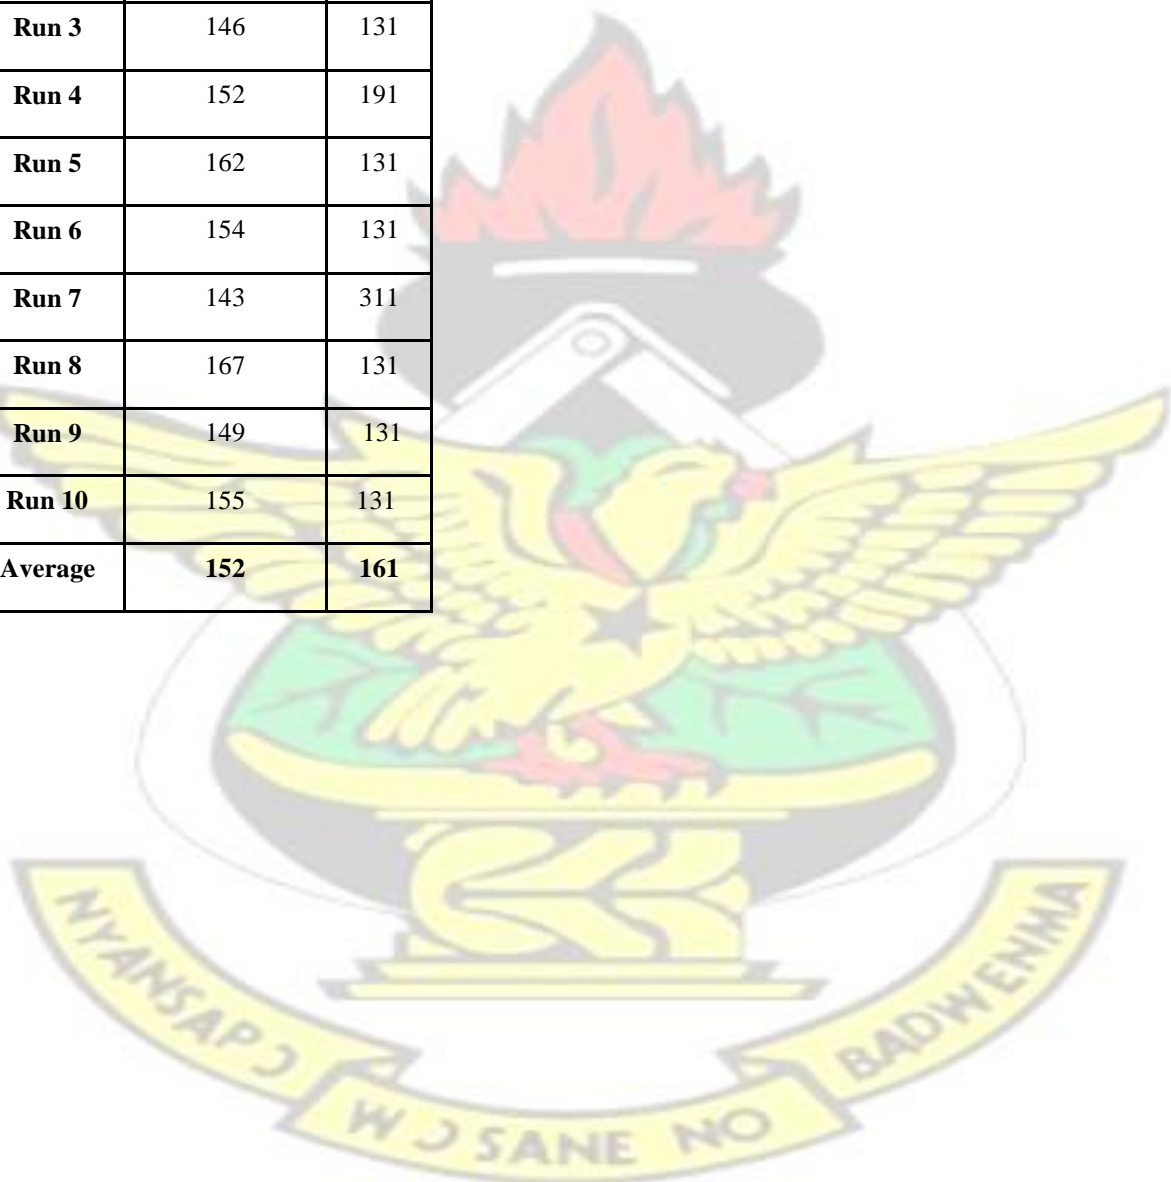 Run 3 146 131
Run 4 152 191
Run 5 162 131
Run 6 154 131
Run 7 143 311
Run 8 167 131
Run 9 149 131
Run 10 155 131
Average 152 161
NYANSAPƆ
WƆSANE NO
BADWENMA